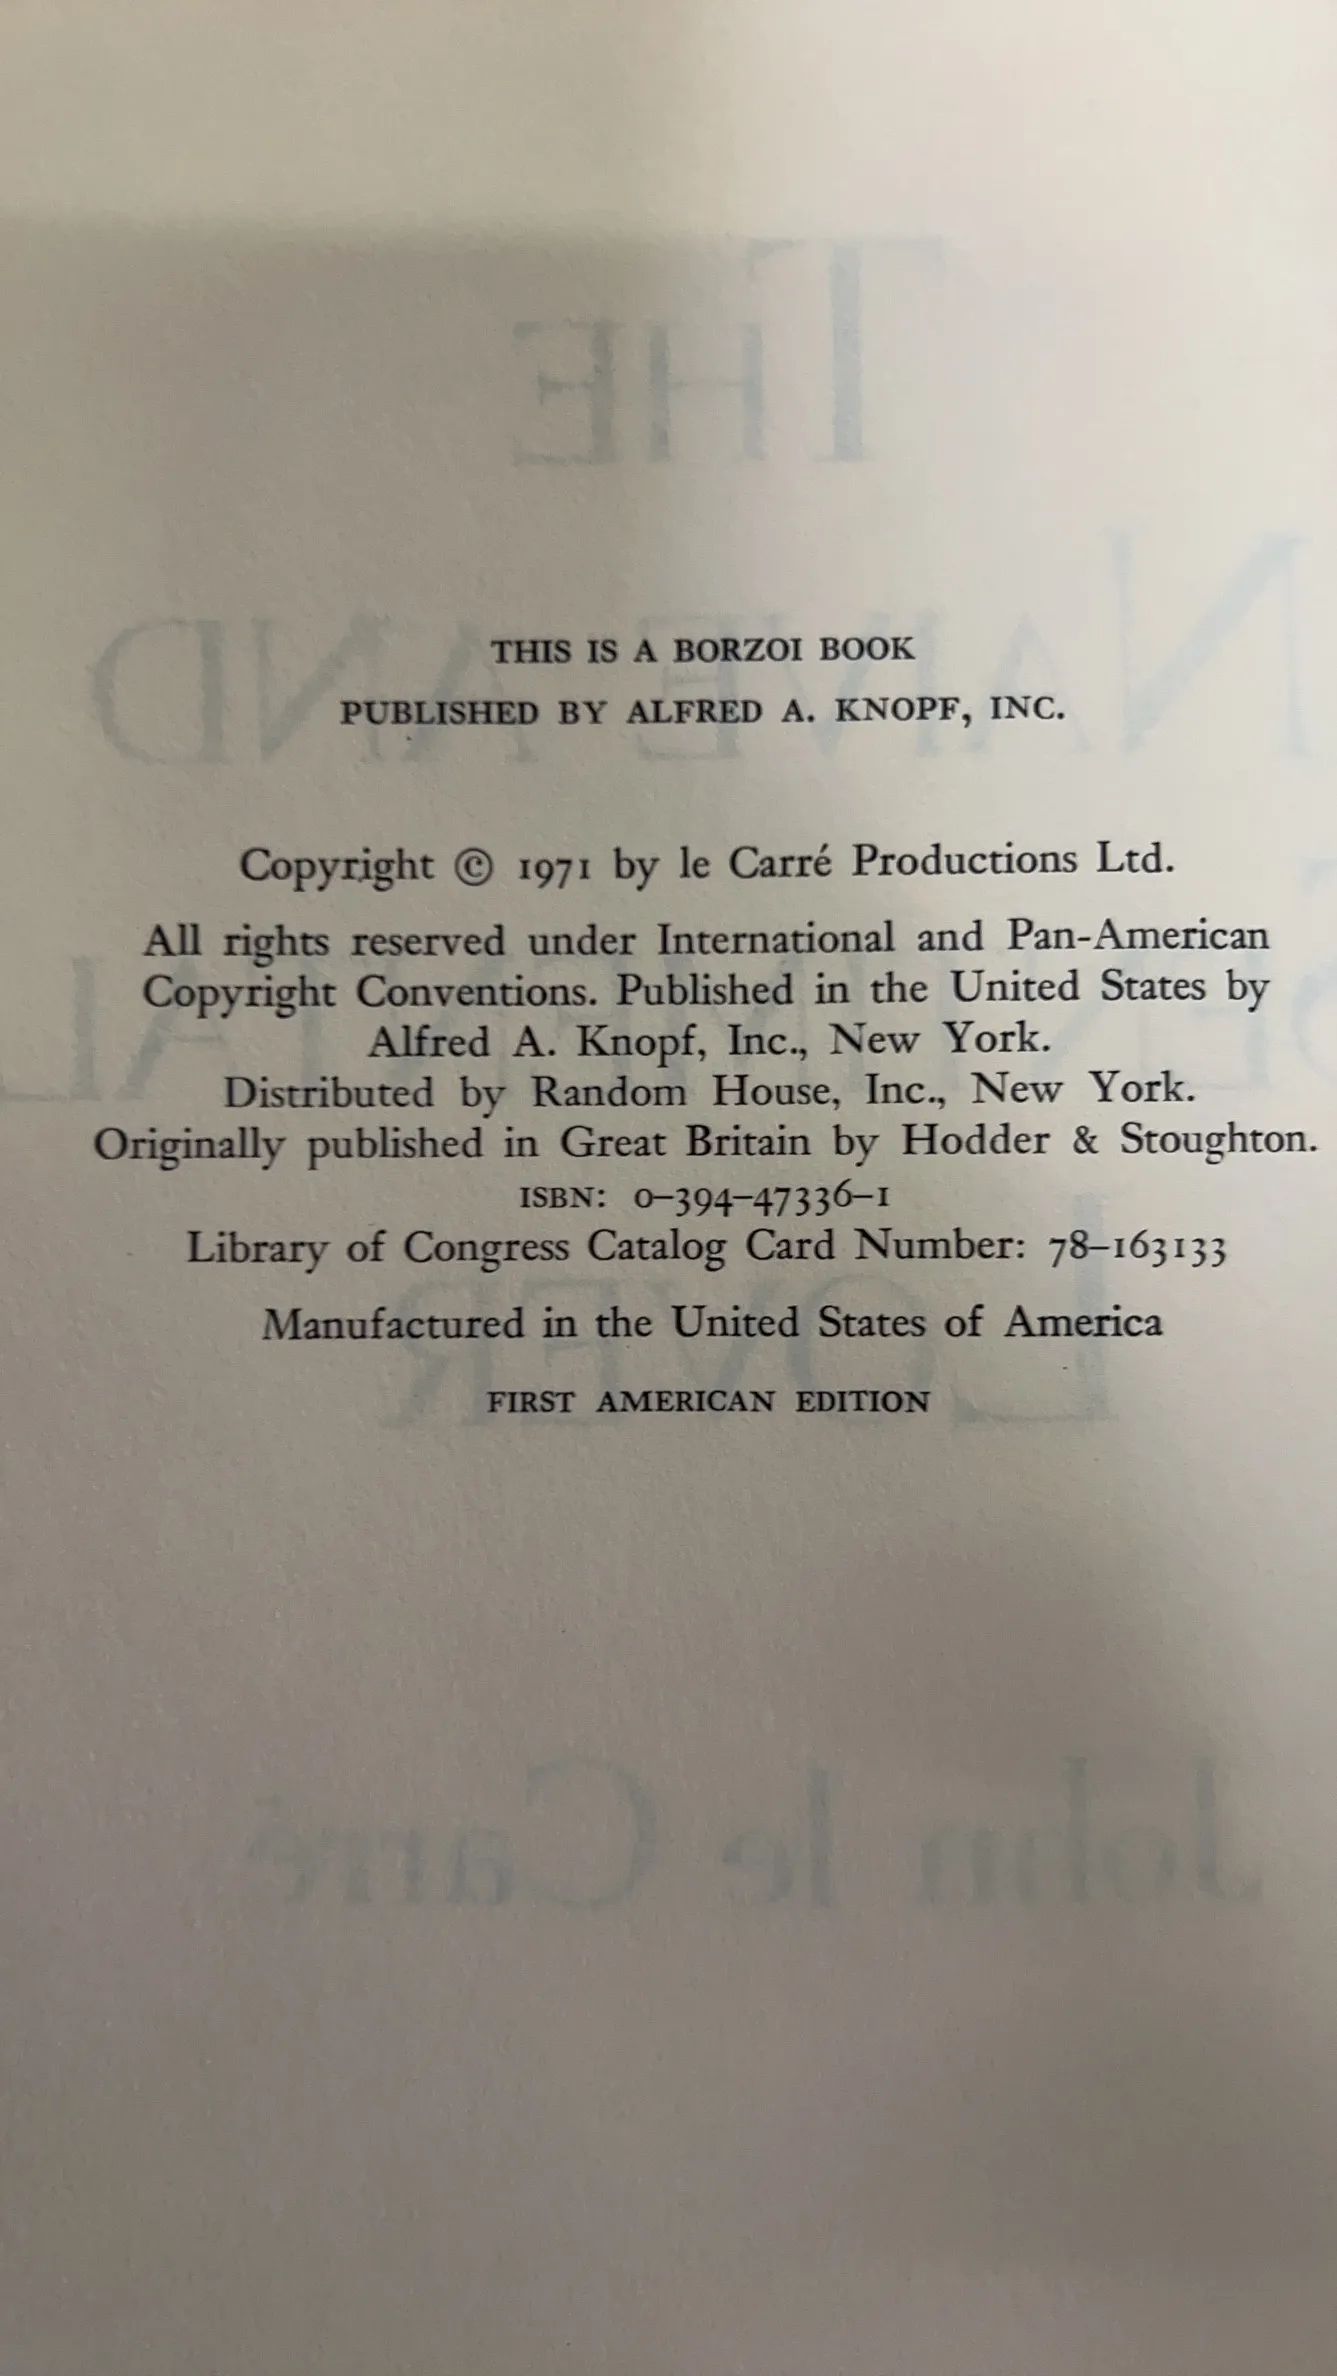 THIS IS A BORZOI BOOK
PUBLISHED BY ALFRED A. KNOPF, INC.
Copyright © 1971 by le Carré Productions Ltd.
All rights reserved under International and Pan-American
Copyright Conventions. Published in the United States by
Alfred A. Knopf, Inc., New York.
Distributed by Random House, Inc., New York.
Originally published in Great Britain by Hodder & Stoughton.
ISBN: 0-394-47336-1
Library of Congress Catalog Card Number: 78-163133
Manufactured in the United States of America
FIRST AMERICAN EDITION